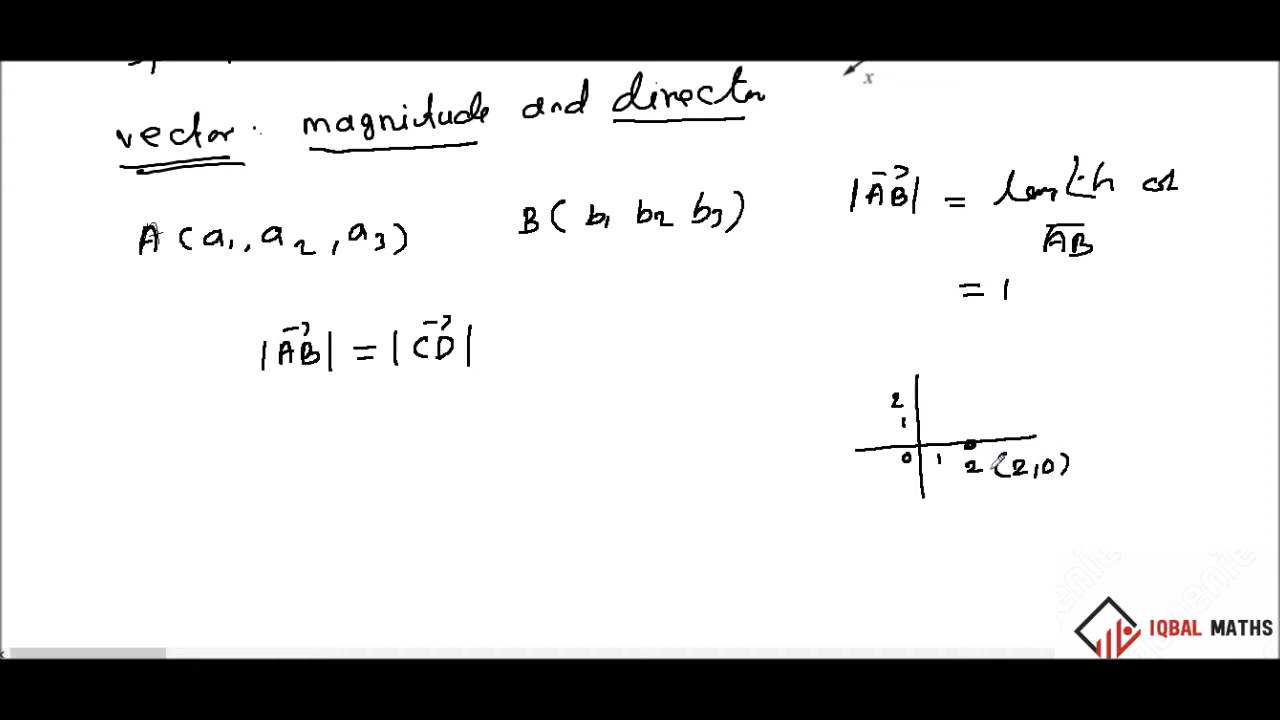 x
vector. magnitude and directn
|AB| = length of
AB
= 1
A (a1, a2, a3)
B ( b1 b2 b3)
|AB| = |CD|
2
1
0 1 2 (2,0)
IQBAL MATHS